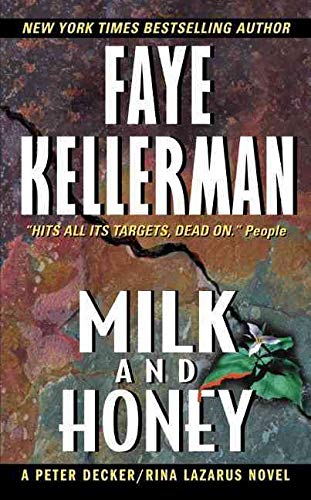 NEW YORK TIMES BESTSELLING AUTHOR
FAYE
KELLERMAN
"HITS ALL ITS TARGETS, DEAD ON." People
MILK
AND
HONEY
A PETER DECKER/RINA LAZARUS NOVEL